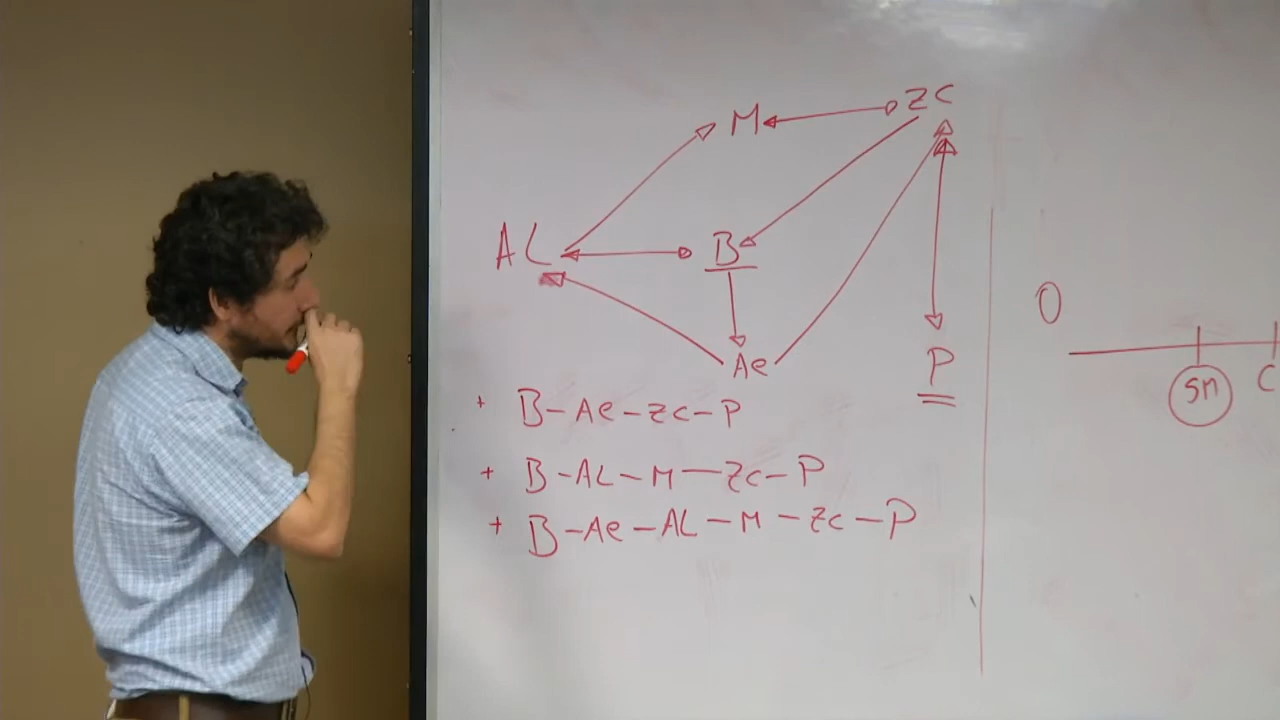 M ZC
AL B
Ae P
+ B-Ae-ZC-P
+ B-AL-M-ZC-P
+ B-Ae-AL-M-ZC-P
O
Sn C